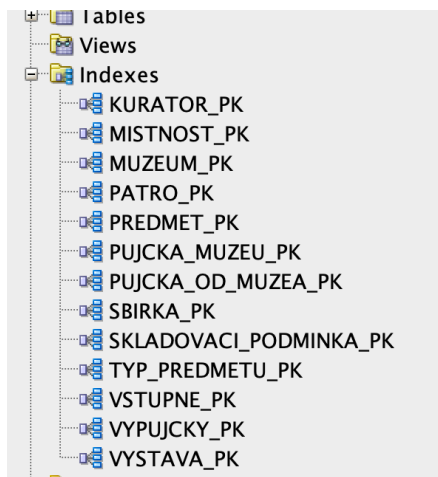 Tables
Views
Indexes
KURATOR_PK
MISTNOST_PK
MUZEUM_PK
PATRO_PK
PREDMET_PK
PUJCKA_MUZEU_PK
PUJCKA_OD_MUZEA_PK
SBIRKA_PK
SKLADOVACI_PODMINKA_PK
TYP_PREDMETU_PK
VSTUPNE_PK
VYPUJCKY_PK
VYSTAVA_PK